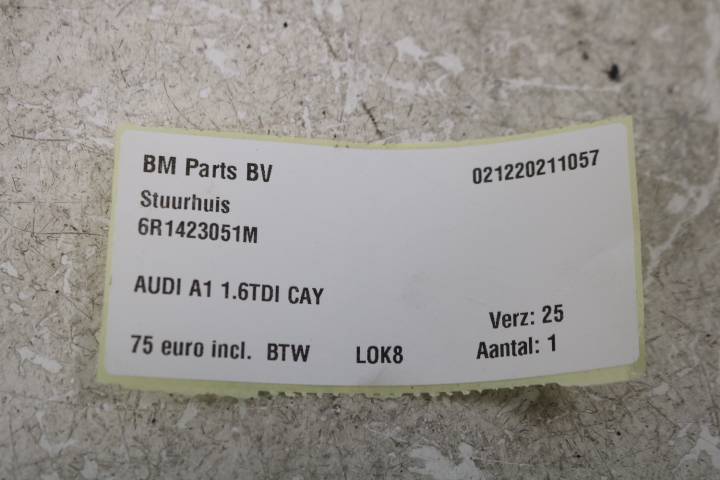 BM Parts BV 021220211057
Stuurhuis
6R1423051M
AUDI A1 1.6TDI CAY
Verz: 25
75 euro incl. BTW LOK8 Aantal: 1